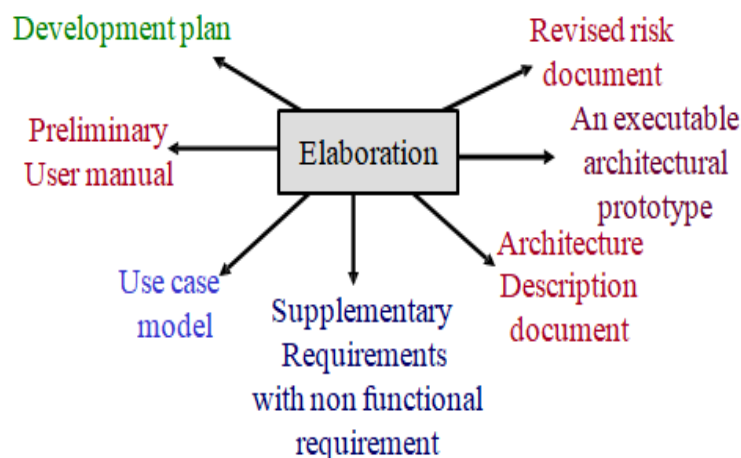 Development plan
Revised risk
document
Preliminary
User manual
Elaboration
An executable
architectural
prototype
Use case
model
Supplementary
Requirements
with non functional
requirement
Architecture
Description
document